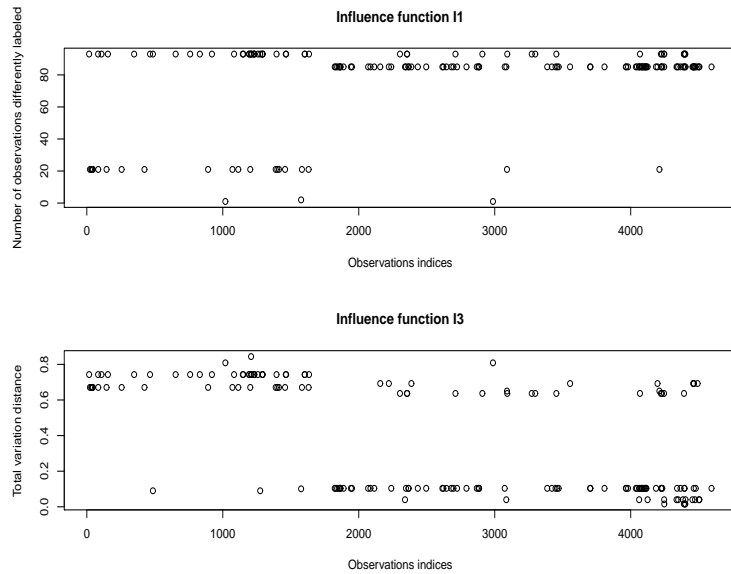 Influence function I1
Number of observations differently labeled
80
60
40
20
0
0 1000 2000 3000 4000
Observations indices
Influence function I3
Total variation distance
0.8
0.6
0.4
0.2
0.0
0 1000 2000 3000 4000
Observations indices